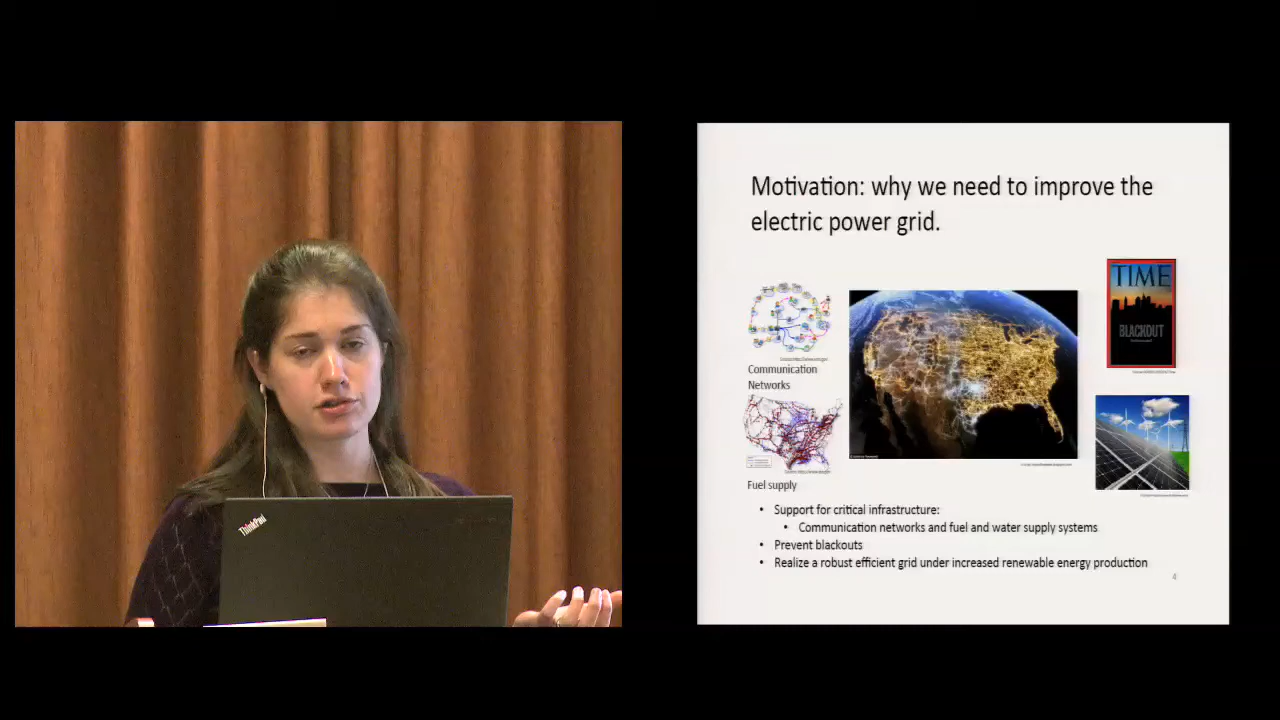 ThinkPad
Motivation: why we need to improve the
electric power grid.
TIME
BLACKOUT
Communication
Networks
Fuel supply
• Support for critical infrastructure:
• Communication networks and fuel and water supply systems
• Prevent blackouts
• Realize a robust efficient grid under increased renewable energy production
4